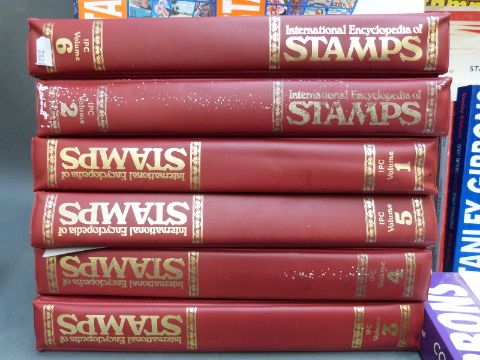 STAMPS
International Encyclopedia of
STAMPS
6
Volume
IPC
International Encyclopedia of
STAMPS
2
Volume
IPC
International Encyclopedia of
STAMPS
IPC
Volume
1
International Encyclopedia of
STAMPS
IPC
Volume
5
International Encyclopedia of
STAMPS
IPC
Volume
4
International Encyclopedia of
STAMPS
IPC
Volume
3
STANLEY GIBBONS
BONS